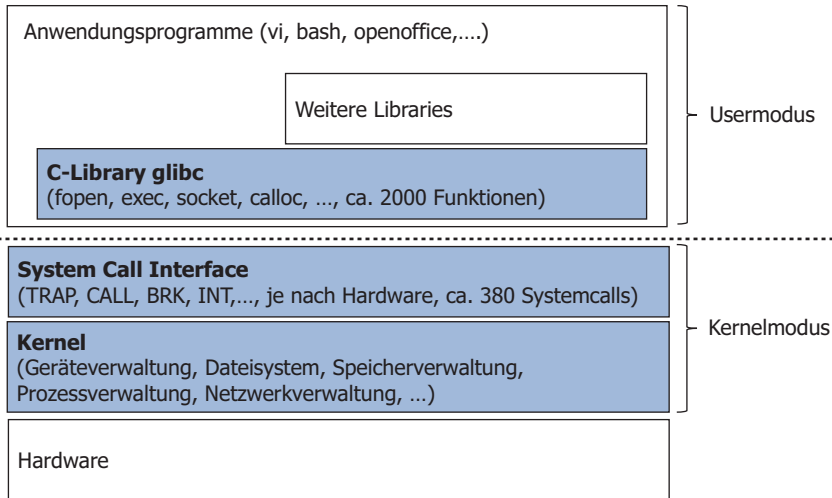 Anwendungsprogramme (vi, bash, openoffice,….)
Weitere Libraries
Usermodus
C-Library glibc
(fopen, exec, socket, calloc, …, ca. 2000 Funktionen)
System Call Interface
(TRAP, CALL, BRK, INT,…, je nach Hardware, ca. 380 Systemcalls)
Kernelmodus
Kernel
(Geräteverwaltung, Dateisystem, Speicherverwaltung,
Prozessverwaltung, Netzwerkverwaltung, …)
Hardware